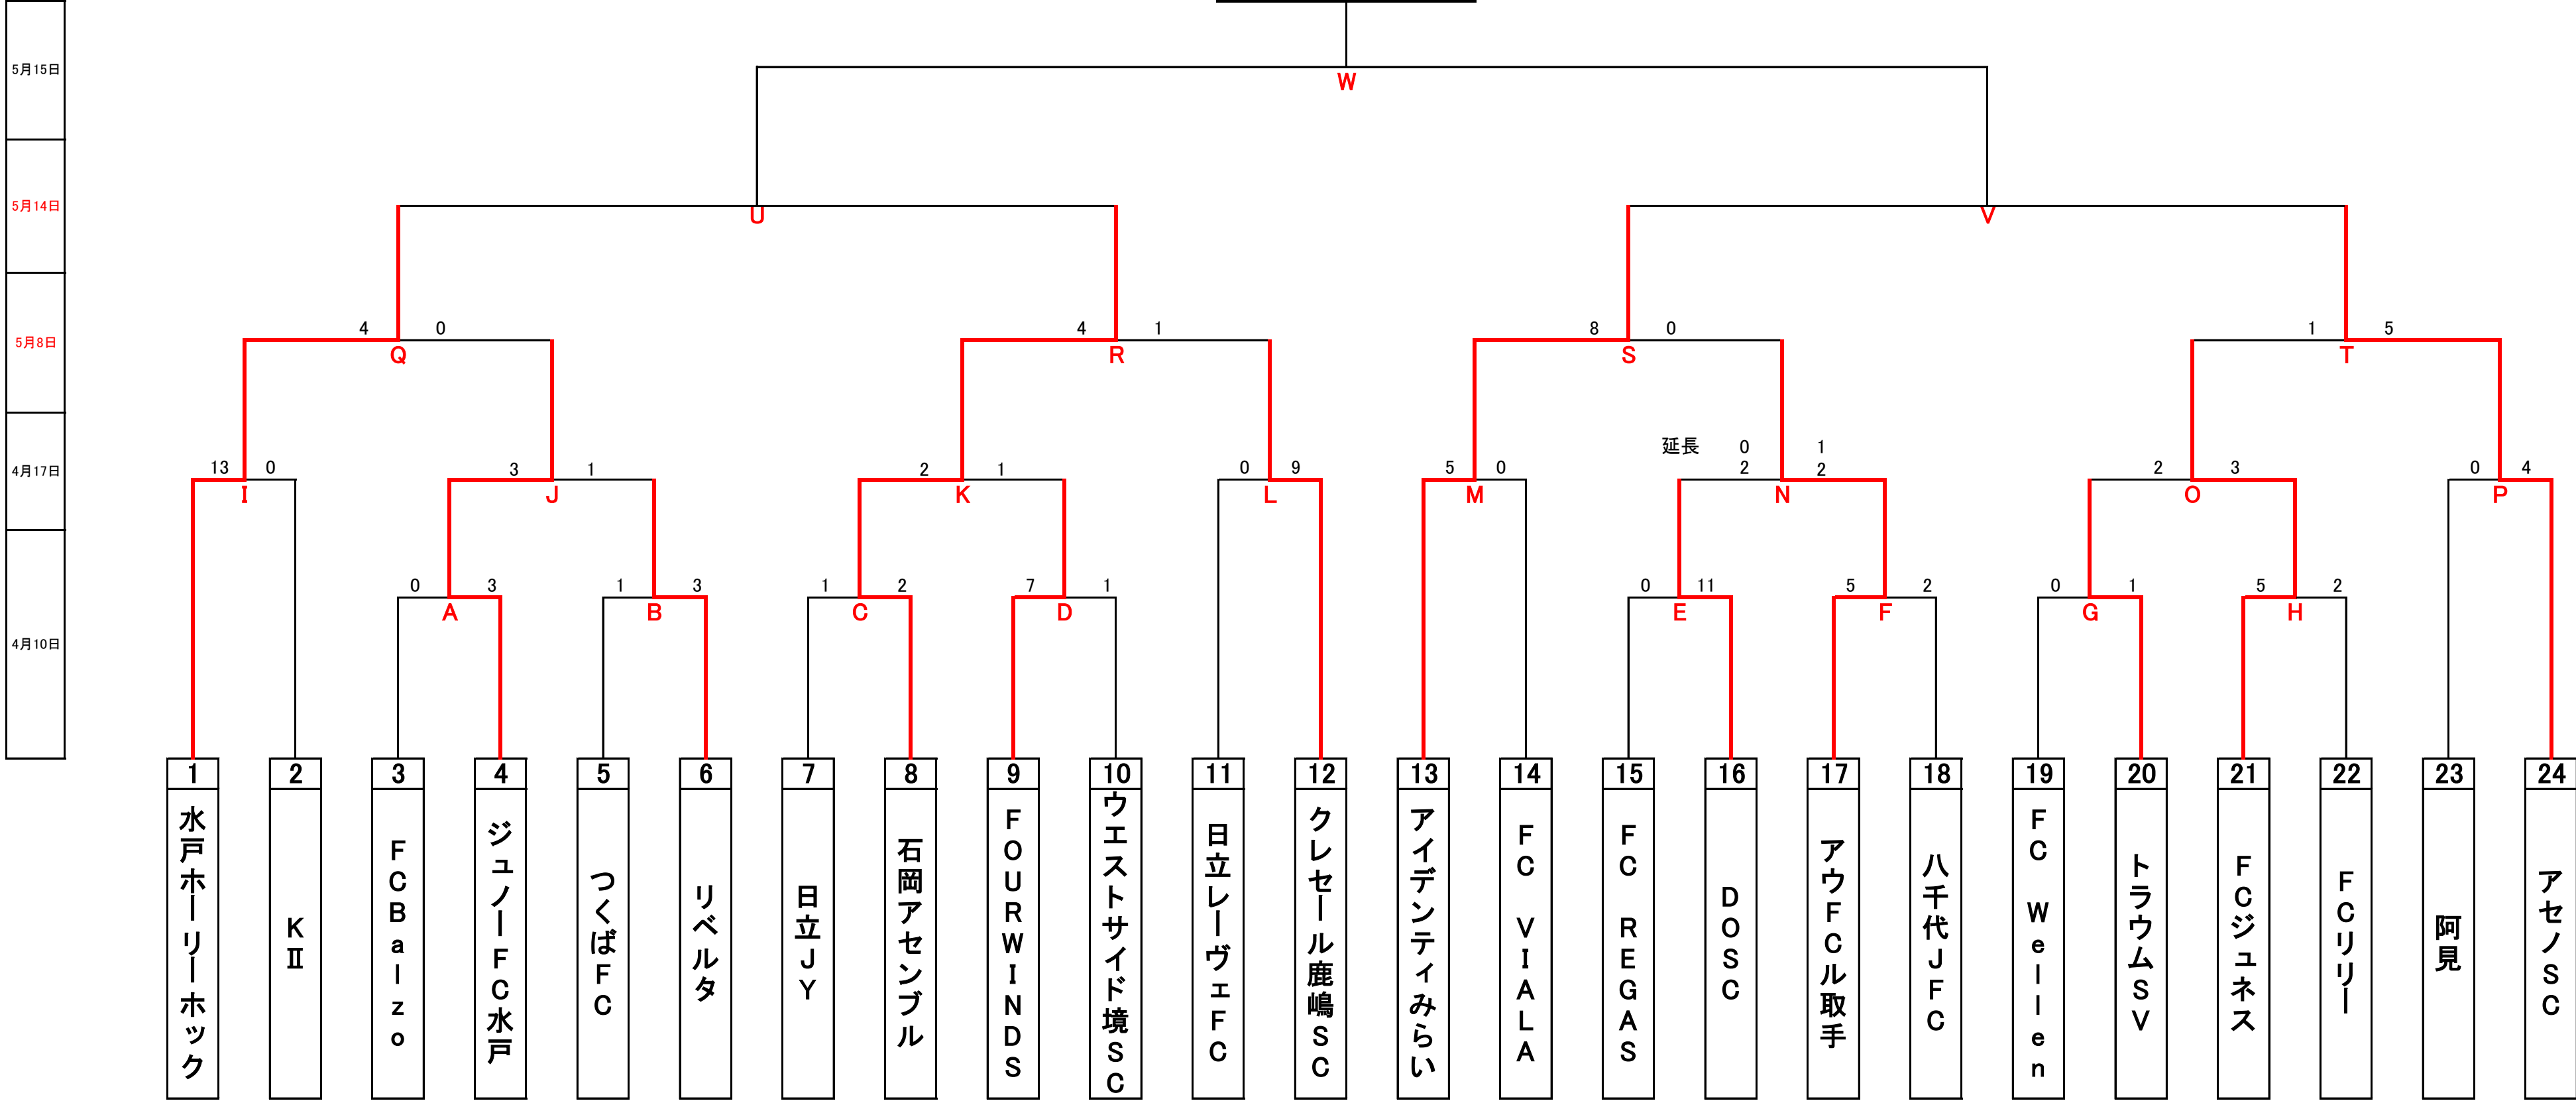 5月15日
W
5月14日
U
V
5月8日
4 0
Q
4 1
R
8 0
S
1 5
T
4月17日
13 0
I
3 1
J
2 1
K
0 9
L
5 0
M
延長 0 1
2 2
N
2 3
O
0 4
P
4月10日
0 3
A
1 3
B
1 2
C
7 1
D
0 11
E
5 2
F
0 1
G
5 2
H
1 2 3 4 5 6 7 8 9 10 11 12 13 14 15 16 17 18 19 20 21 22 23 24
水戸ホーリーホック
KⅡ
FCBalzo
ジュノーFC水戸
つくばFC
リベルタ
日立JY
石岡アセンブル
FOURWINDS
ウエストサイド境SC
日立レーヴェFC
クレセール鹿嶋SC
アイデンティみらい
FC VIALA
FC REGAS
DOSC
アウFCル取手
八千代JFC
FC Wellen
トラウムSV
FCジュネス
FCリリー
阿見
アセノSC